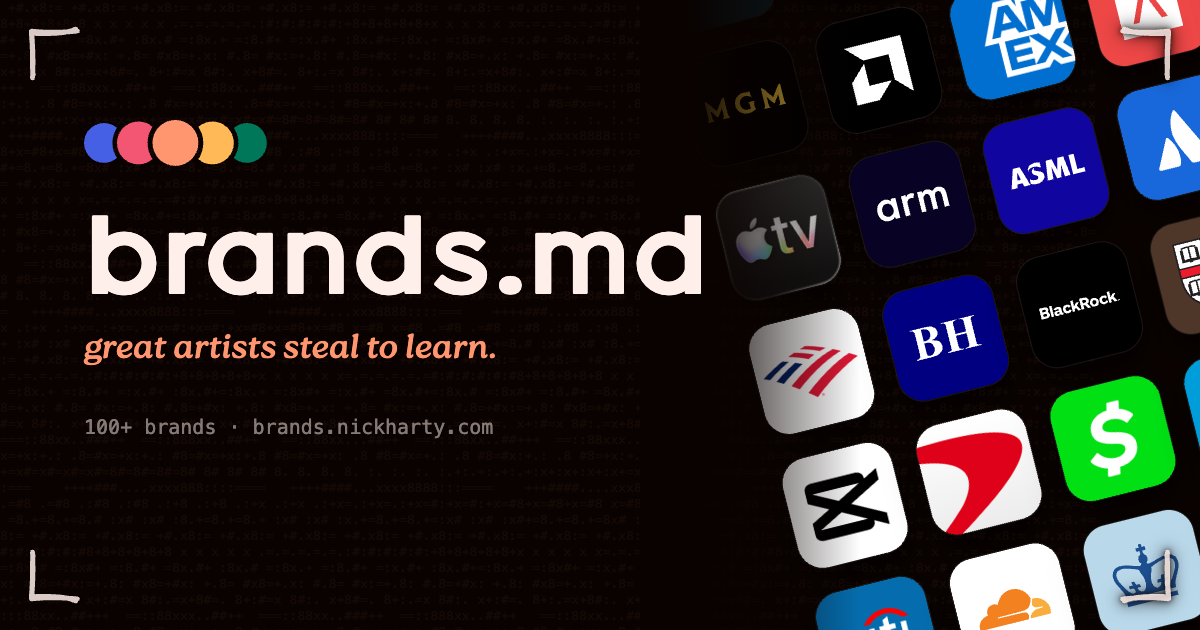 brands.md
great artists steal to learn.
100+ brands · brands.nickharty.com
MGM
AM
EX
tv
arm
ASML
BH
BlackRock.
$